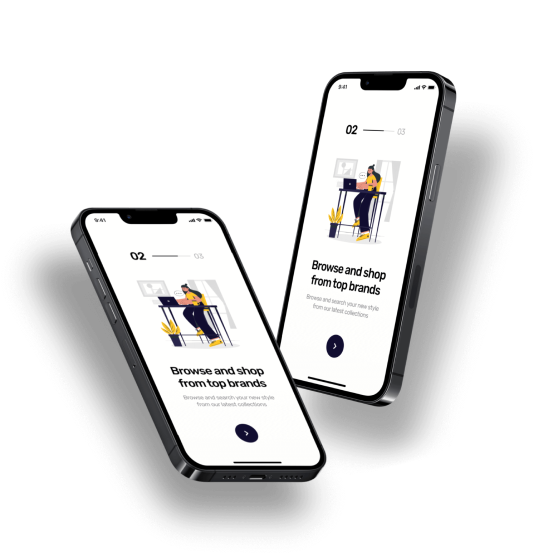 9:41
02 03
Browse and shop
from top brands
Browse and search your new style
from our latest collections
9:41
02 03
Browse and shop
from top brands
Browse and search your new style
from our latest collections